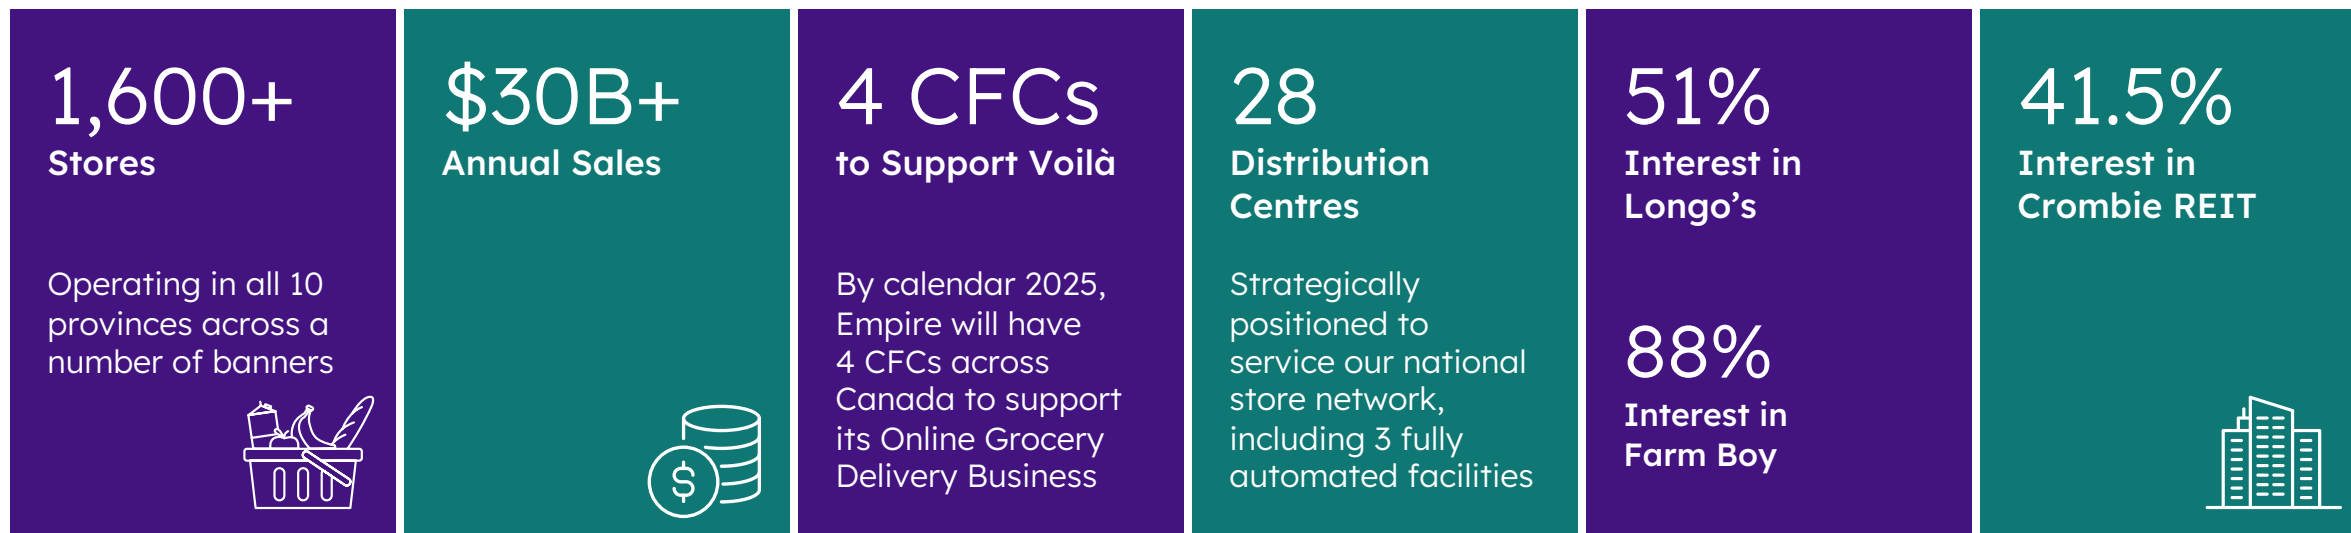 1,600+
Stores
Operating in all 10
provinces across a
number of banners
$30B+
Annual Sales
$
4 CFCs
to Support Voilà
By calendar 2025,
Empire will have
4 CFCs across
Canada to support
its Online Grocery
Delivery Business
28
Distribution
Centres
Strategically
positioned to
service our national
store network,
including 3 fully
automated facilities
51%
Interest in
Longo’s
88%
Interest in
Farm Boy
41.5%
Interest in
Crombie REIT